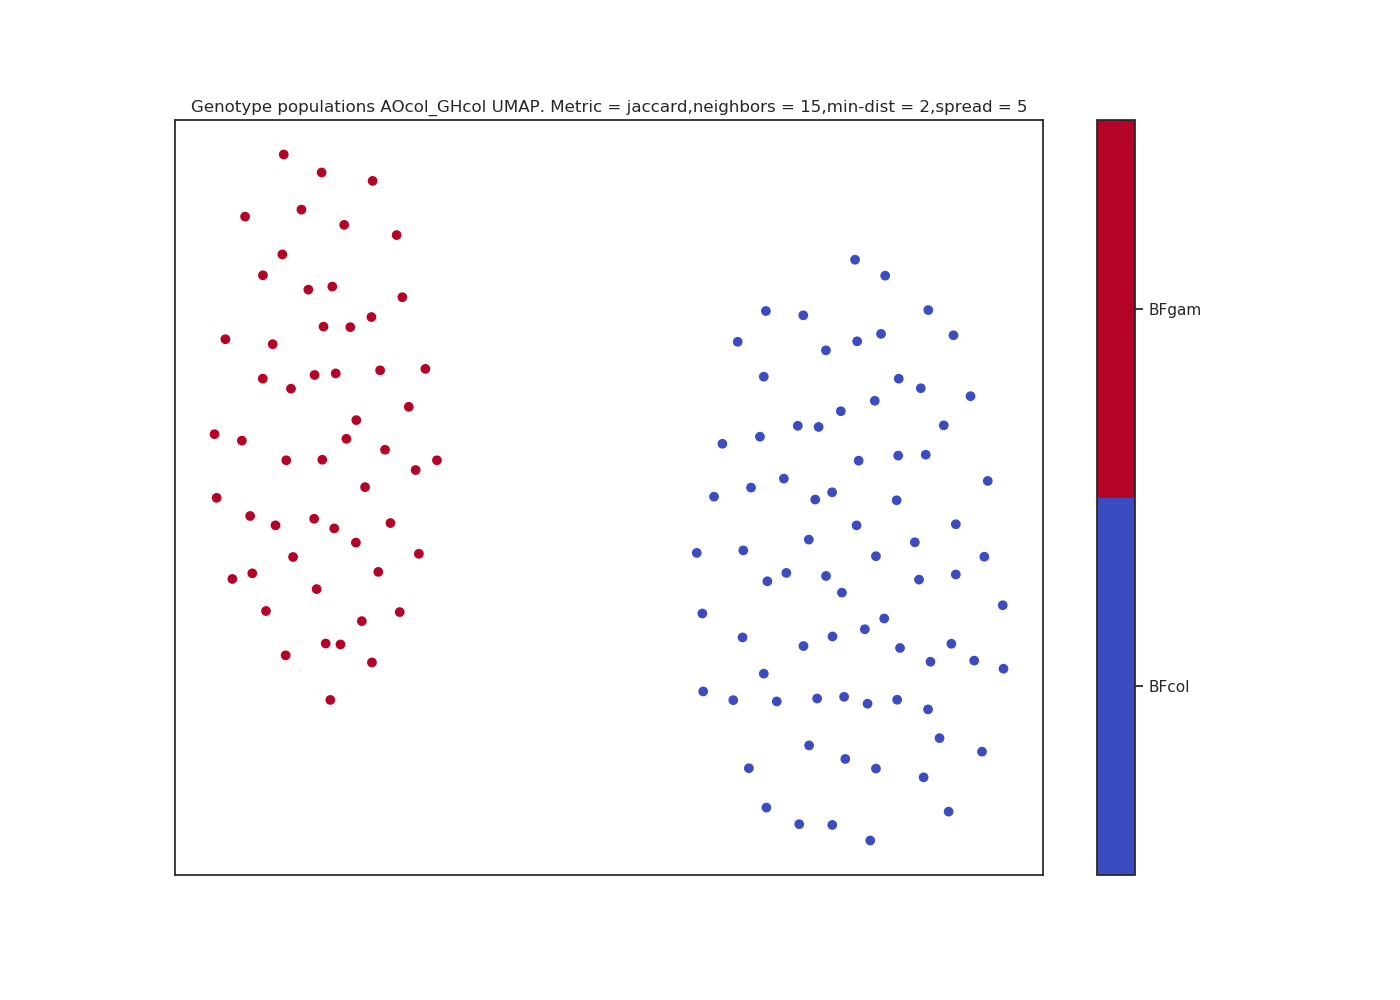 Genotype populations AOcol_GHcol UMAP. Metric = jaccard,neighbors = 15,min-dist = 2,spread = 5
BFgam
BFcol